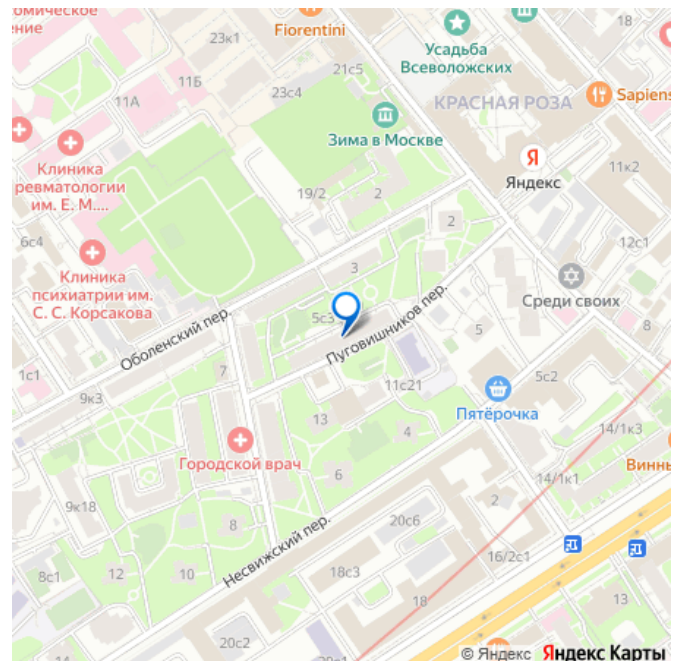 омическое
ение
23к1
Fiorentini
18
Усадьба
Всеволожских
11Б
21с5
11А
23с4
КРАСНАЯ РОЗА
Sapiens
Зима в Москве
Я
Яндекс
11к2
Клиника
ревматологии
им. Е. М....
19/2
2
2
6с4
12с1
Клиника
психиатрии им.
С. С. Корсакова
3
Среди своих
5с3
Пуговишников пер.
8
5
Оболенский пер.
1с1
7
11с21
5с2
9к3
Пятёрочка
13
4
14/1к3
Городской врач
Винны
6
14/1к1
9к18
2
8
20с6
Несвижский пер.
16/2с1
8с1
12
10
18с3
18
13
20с2
© Яндекс Яндекс Карты